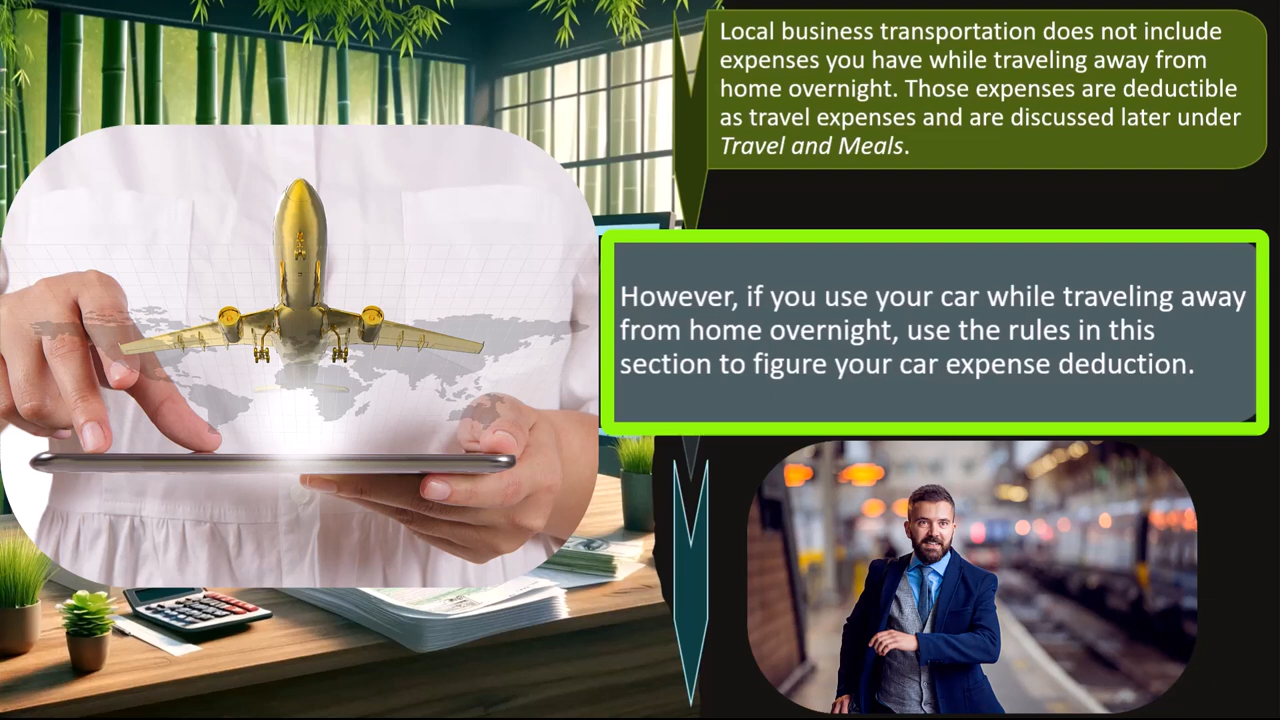 Local business transportation does not include
expenses you have while traveling away from
home overnight. Those expenses are deductible
as travel expenses and are discussed later under
Travel and Meals.
However, if you use your car while traveling away
from home overnight, use the rules in this
section to figure your car expense deduction.